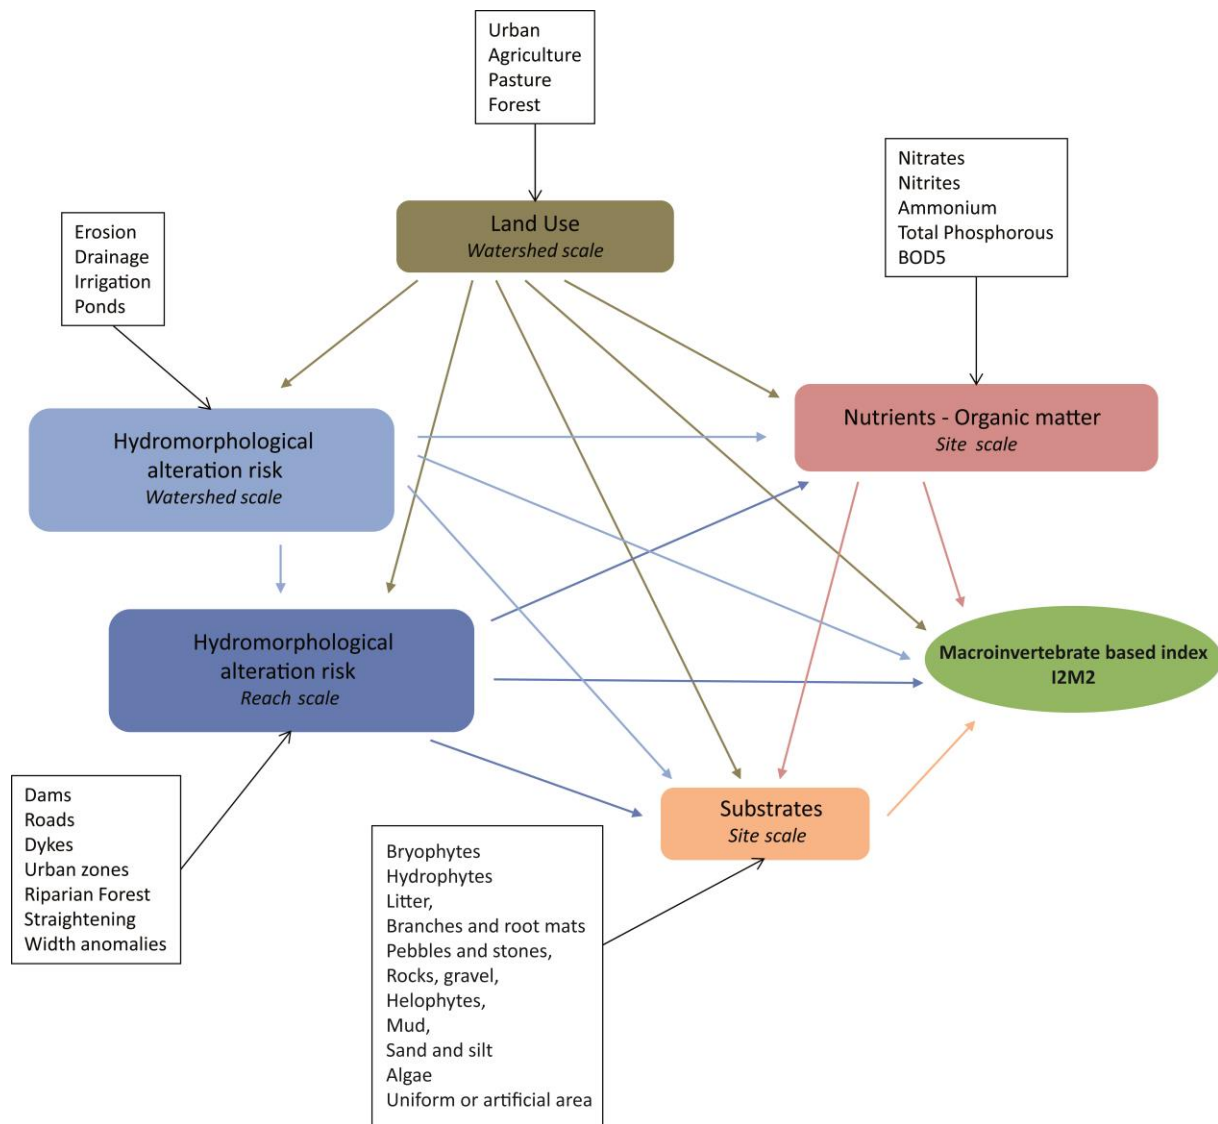 Urban
Agriculture
Pasture
Forest
Nitrates
Nitrites
Ammonium
Total Phosphorous
BOD5
Land Use
Watershed scale
Erosion
Drainage
Irrigation
Ponds
Nutrients - Organic matter
Site scale
Hydromorphological
alteration risk
Watershed scale
Hydromorphological
alteration risk
Reach scale
Macroinvertebrate based index
I2M2
Substrates
Site scale
Dams
Roads
Dykes
Urban zones
Riparian Forest
Straightening
Width anomalies
Bryophytes
Hydrophytes
Litter,
Branches and root mats
Pebbles and stones,
Rocks, gravel,
Helophytes,
Mud,
Sand and silt
Algae
Uniform or artificial area